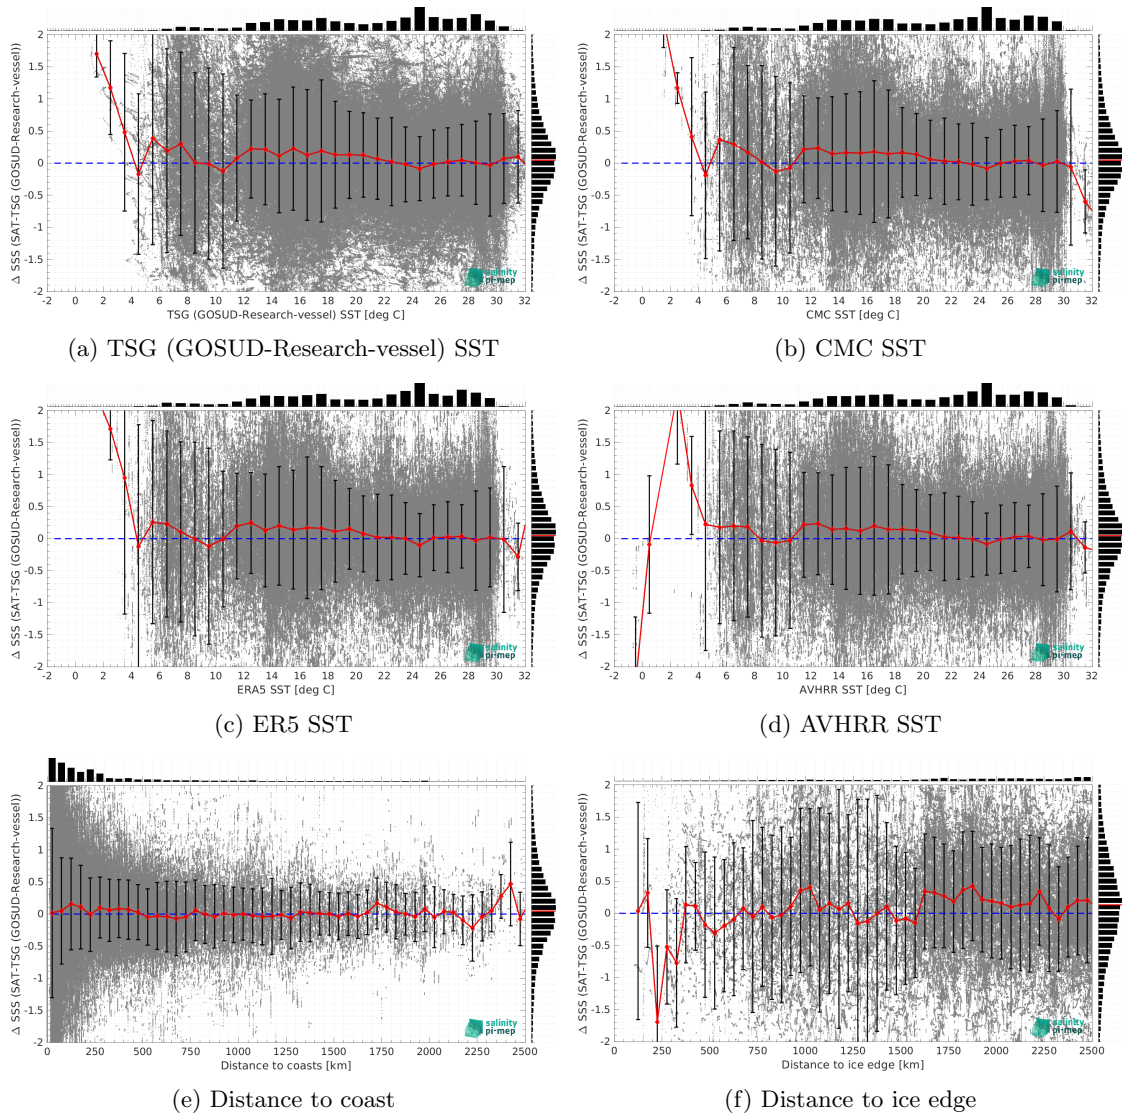 Δ SSS (SAT-TSG (GOSUD-Research-vessel))
2
1.5
1
0.5
0
-0.5
-1
-1.5
-2
-2 0 2 4 6 8 10 12 14 16 18 20 22 24 26 28 30 32
TSG (GOSUD-Research-vessel) SST [deg C]
salinity
pi-mep
(a) TSG (GOSUD-Research-vessel) SST
Δ SSS (SAT-TSG (GOSUD-Research-vessel))
2
1.5
1
0.5
0
-0.5
-1
-1.5
-2
-2 0 2 4 6 8 10 12 14 16 18 20 22 24 26 28 30 32
CMC SST [deg C]
salinity
pi-mep
(b) CMC SST
Δ SSS (SAT-TSG (GOSUD-Research-vessel))
2
1.5
1
0.5
0
-0.5
-1
-1.5
-2
-2 0 2 4 6 8 10 12 14 16 18 20 22 24 26 28 30 32
ERA5 SST [deg C]
salinity
pi-mep
(c) ER5 SST
Δ SSS (SAT-TSG (GOSUD-Research-vessel))
2
1.5
1
0.5
0
-0.5
-1
-1.5
-2
-2 0 2 4 6 8 10 12 14 16 18 20 22 24 26 28 30 32
AVHRR SST [deg C]
salinity
pi-mep
(d) AVHRR SST
Δ SSS (SAT-TSG (GOSUD-Research-vessel))
2
1.5
1
0.5
0
-0.5
-1
-1.5
-2
0 250 500 750 1000 1250 1500 1750 2000 2250 2500
Distance to coasts [km]
salinity
pi-mep
(e) Distance to coast
Δ SSS (SAT-TSG (GOSUD-Research-vessel))
2
1.5
1
0.5
0
-0.5
-1
-1.5
-2
0 250 500 750 1000 1250 1500 1750 2000 2250 2500
Distance to ice edge [km]
salinity
pi-mep
(f) Distance to ice edge